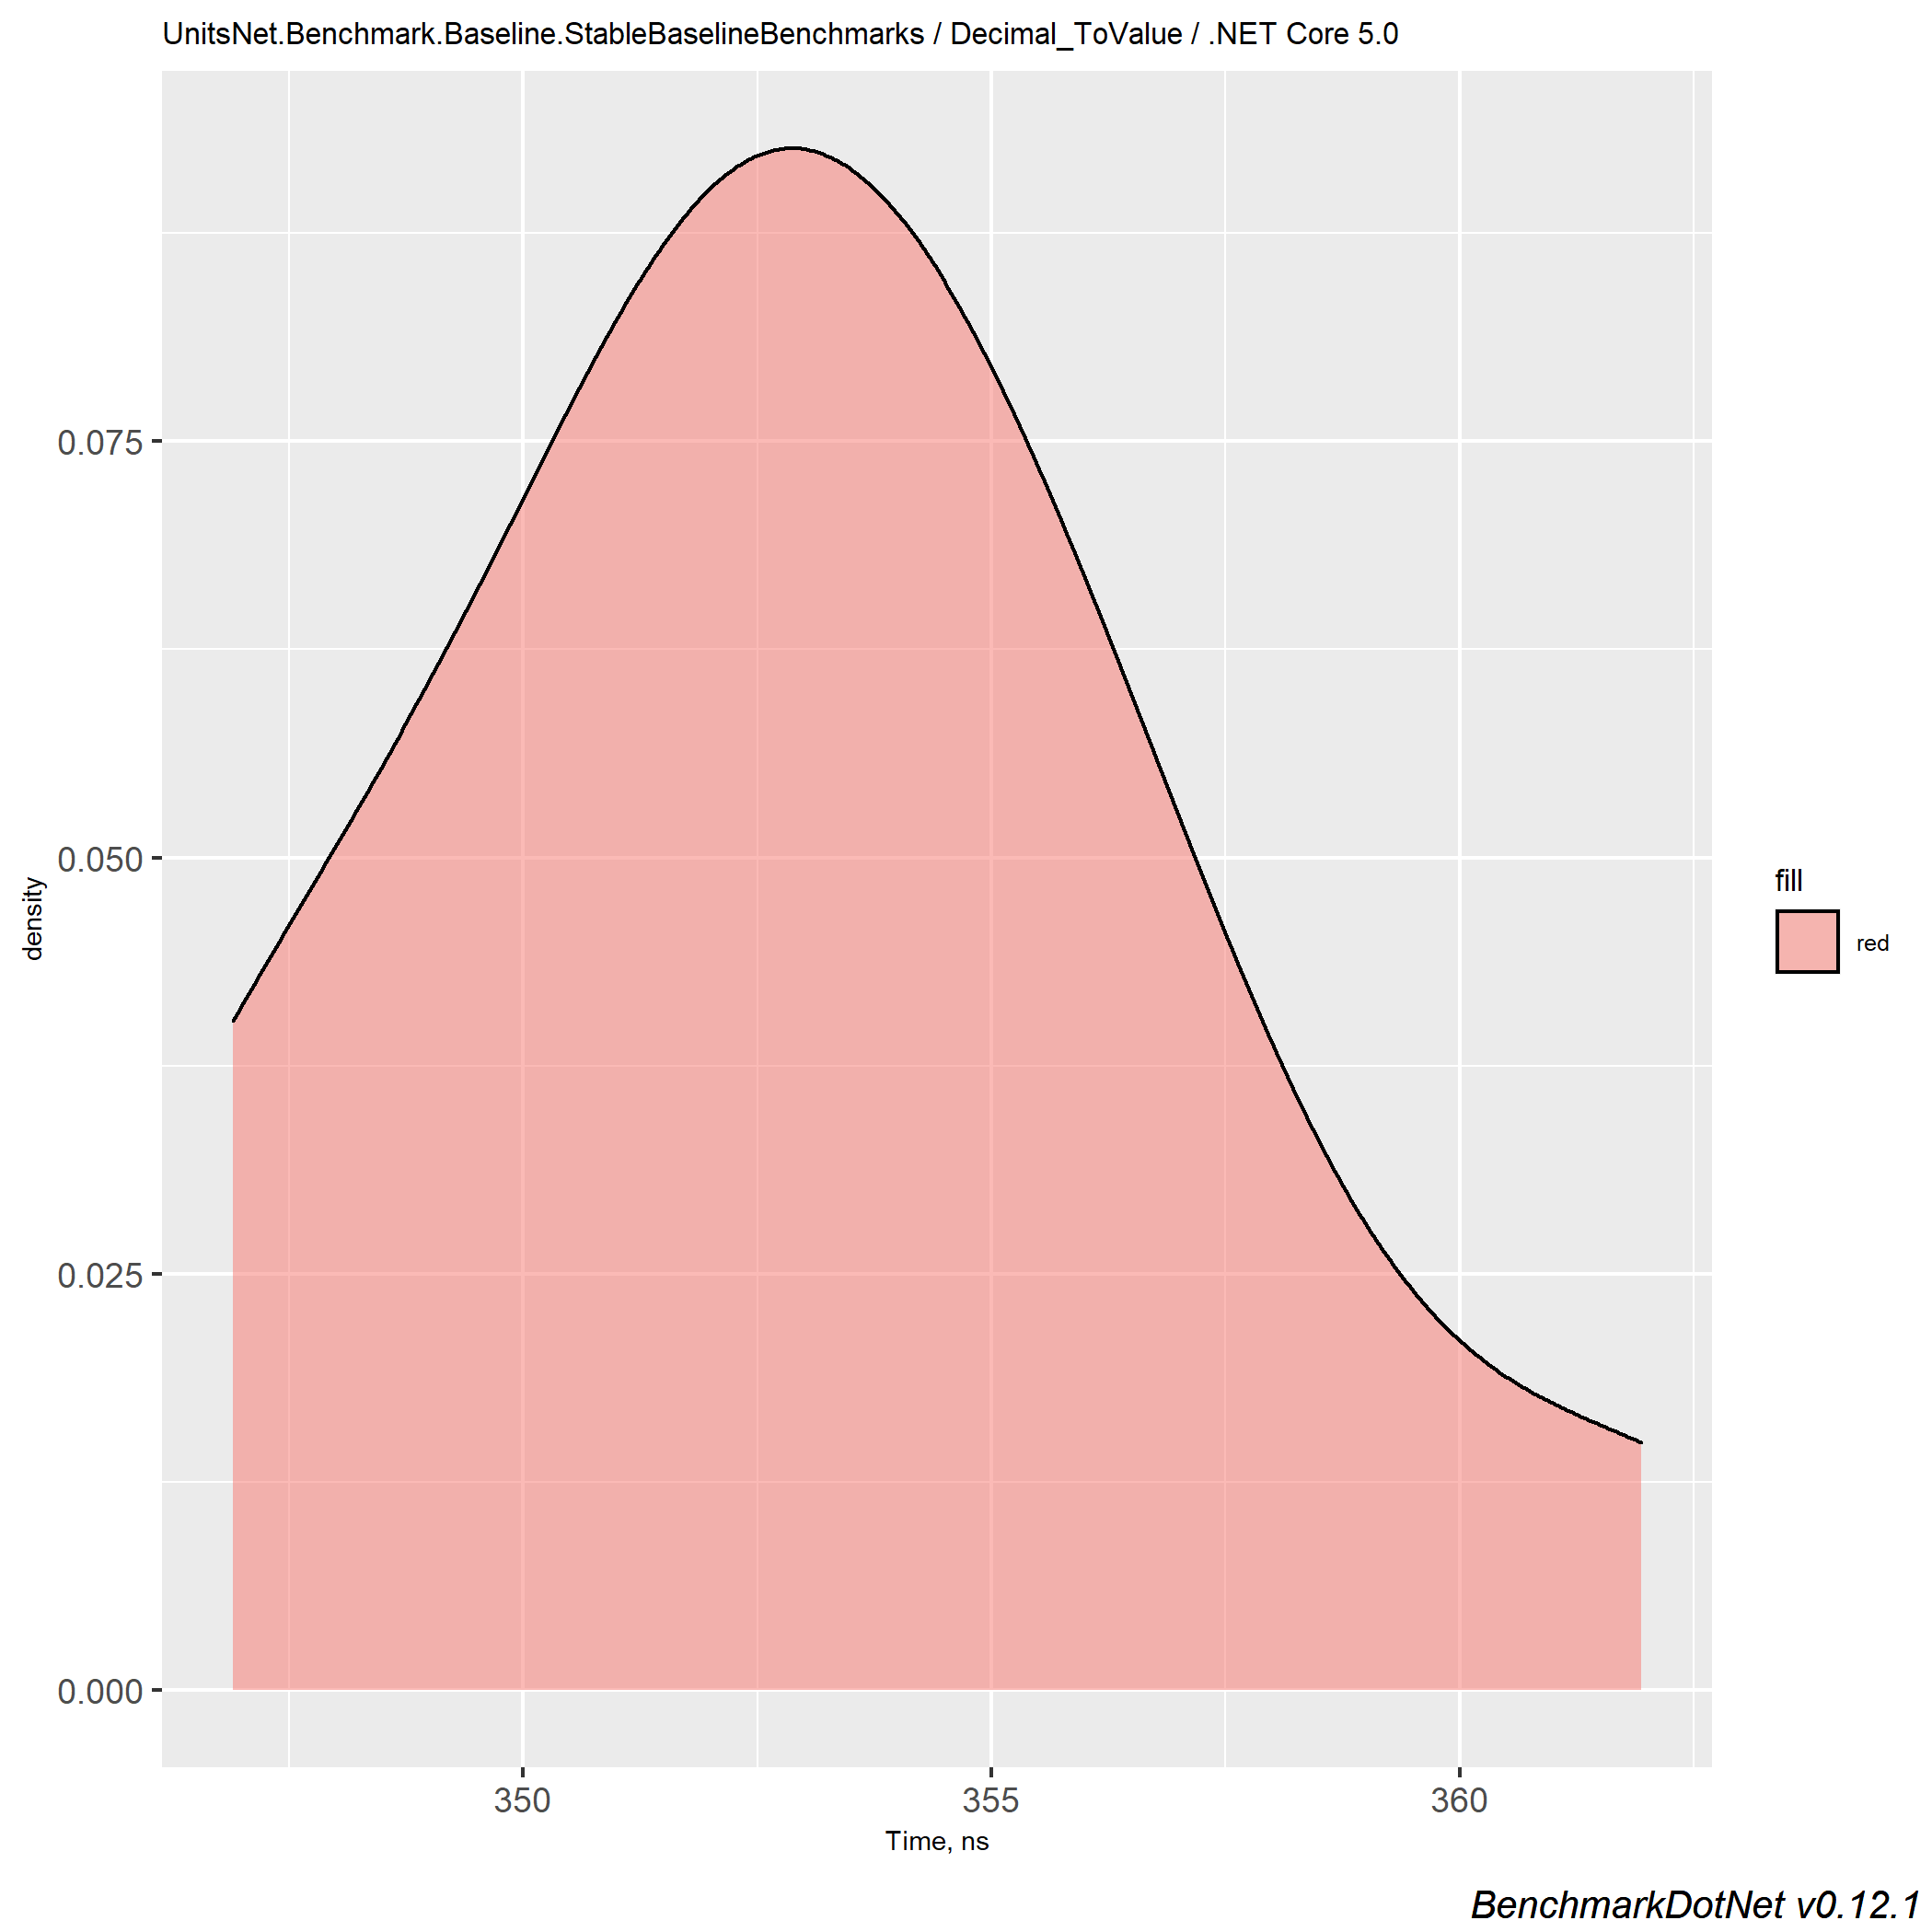 UnitsNet.Benchmark.Baseline.StableBaselineBenchmarks / Decimal_ToValue / .NET Core 5.0
0.075
0.050
0.025
0.000
density
350 355 360
Time, ns
fill
red
BenchmarkDotNet v0.12.1